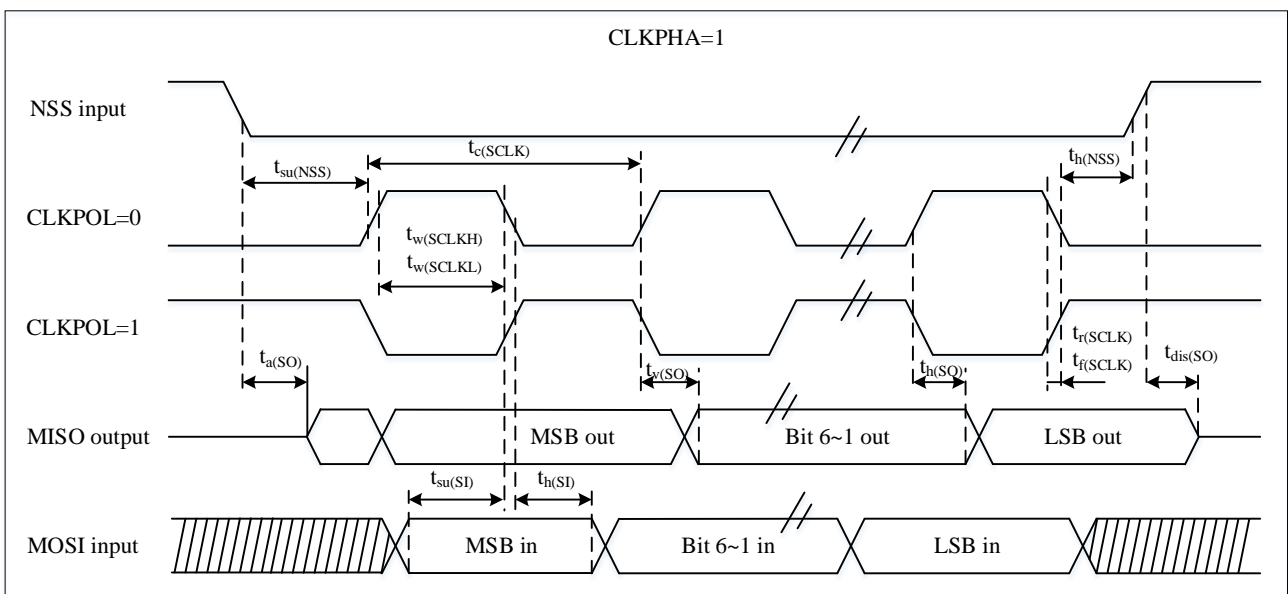 CLKPHA=1
NSS input
tc(SCLK)
tsu(NSS)
th(NSS)
CLKPOL=0
tw(SCLKH)
tw(SCLKL)
CLKPOL=1
tr(SCLK)
tf(SCLK)
ta(SO)
tv(SO)
th(SO)
tdis(SO)
MISO output
MSB out
Bit 6~1 out
LSB out
tsu(SI)
th(SI)
MOSI input
MSB in
Bit 6~1 in
LSB in